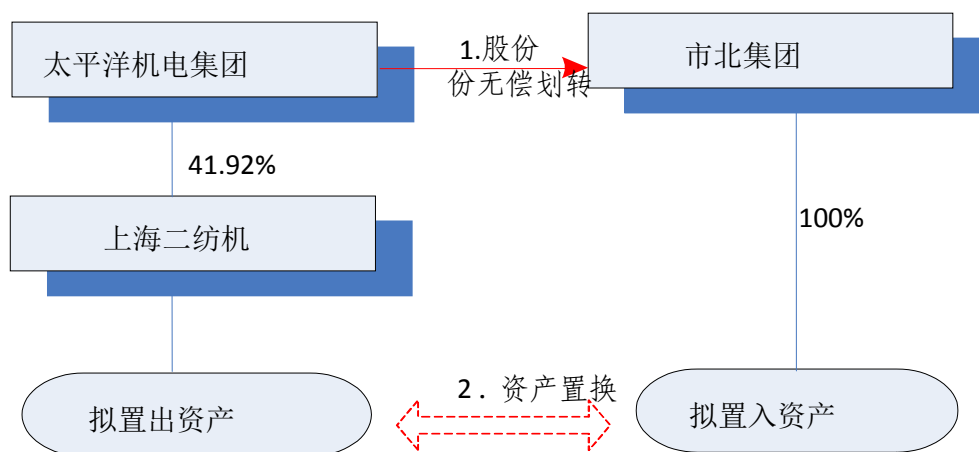 太平洋机电集团
1.股份
份无偿划转
市北集团
41.92%
100%
上海二纺机
2．资产置换
拟置出资产
拟置入资产